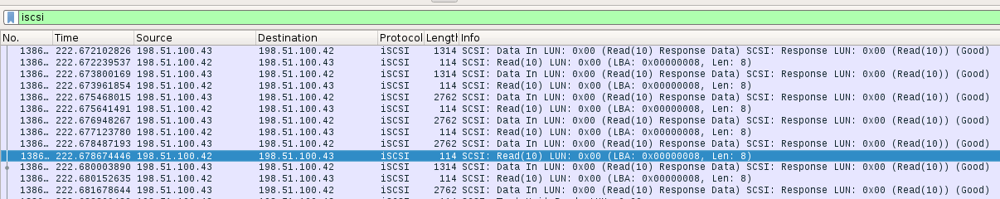 iscsi
No. Time Source Destination Protocol Length Info
1386… 222.672102826 198.51.100.43 198.51.100.42 iSCSI 1314 SCSI: Data In LUN: 0x00 (Read(10) Response Data) SCSI: Response LUN: 0x00 (Read(10)) (Good)
1386… 222.672239537 198.51.100.42 198.51.100.43 iSCSI 114 SCSI: Read(10) LUN: 0x00 (LBA: 0x00000008, Len: 8)
1386… 222.673800169 198.51.100.43 198.51.100.42 iSCSI 1314 SCSI: Data In LUN: 0x00 (Read(10) Response Data) SCSI: Response LUN: 0x00 (Read(10)) (Good)
1386… 222.673961854 198.51.100.42 198.51.100.43 iSCSI 114 SCSI: Read(10) LUN: 0x00 (LBA: 0x00000008, Len: 8)
1386… 222.675468015 198.51.100.43 198.51.100.42 iSCSI 2762 SCSI: Data In LUN: 0x00 (Read(10) Response Data) SCSI: Response LUN: 0x00 (Read(10)) (Good)
1386… 222.675641491 198.51.100.42 198.51.100.43 iSCSI 114 SCSI: Read(10) LUN: 0x00 (LBA: 0x00000008, Len: 8)
1386… 222.676948267 198.51.100.43 198.51.100.42 iSCSI 2762 SCSI: Data In LUN: 0x00 (Read(10) Response Data) SCSI: Response LUN: 0x00 (Read(10)) (Good)
1386… 222.677123780 198.51.100.42 198.51.100.43 iSCSI 114 SCSI: Read(10) LUN: 0x00 (LBA: 0x00000008, Len: 8)
1386… 222.678487193 198.51.100.43 198.51.100.42 iSCSI 2762 SCSI: Data In LUN: 0x00 (Read(10) Response Data) SCSI: Response LUN: 0x00 (Read(10)) (Good)
1386… 222.678674446 198.51.100.42 198.51.100.43 iSCSI 114 SCSI: Read(10) LUN: 0x00 (LBA: 0x00000008, Len: 8)
1386… 222.680003890 198.51.100.43 198.51.100.42 iSCSI 1314 SCSI: Data In LUN: 0x00 (Read(10) Response Data) SCSI: Response LUN: 0x00 (Read(10)) (Good)
1386… 222.680152635 198.51.100.42 198.51.100.43 iSCSI 114 SCSI: Read(10) LUN: 0x00 (LBA: 0x00000008, Len: 8)
1386… 222.681678644 198.51.100.43 198.51.100.42 iSCSI 2762 SCSI: Data In LUN: 0x00 (Read(10) Response Data) SCSI: Response LUN: 0x00 (Read(10)) (Good)